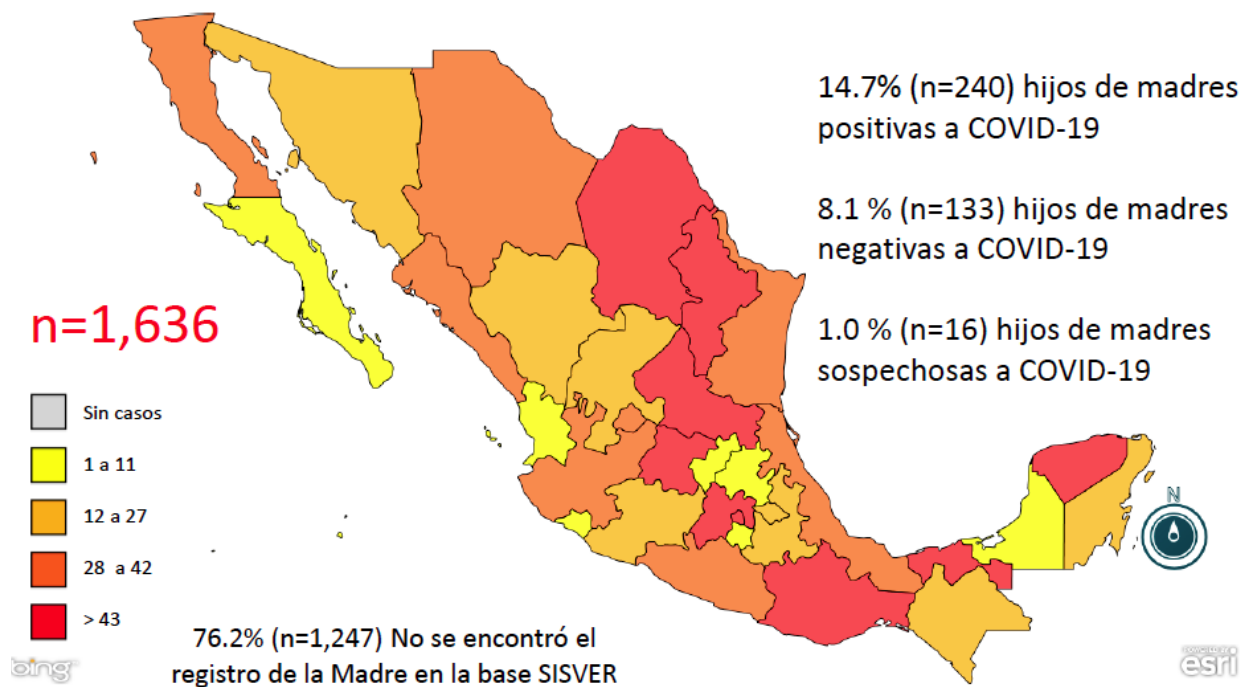 14.7% (n=240) hijos de madres
positivas a COVID-19
8.1 % (n=133) hijos de madres
negativas a COVID-19
1.0 % (n=16) hijos de madres
sospechosas a COVID-19
n=1,636
Sin casos
1 a 11
12 a 27
28 a 42
> 43
76.2% (n=1,247) No se encontró el
registro de la Madre en la base SISVER
N
bing
POWERED BY
esri